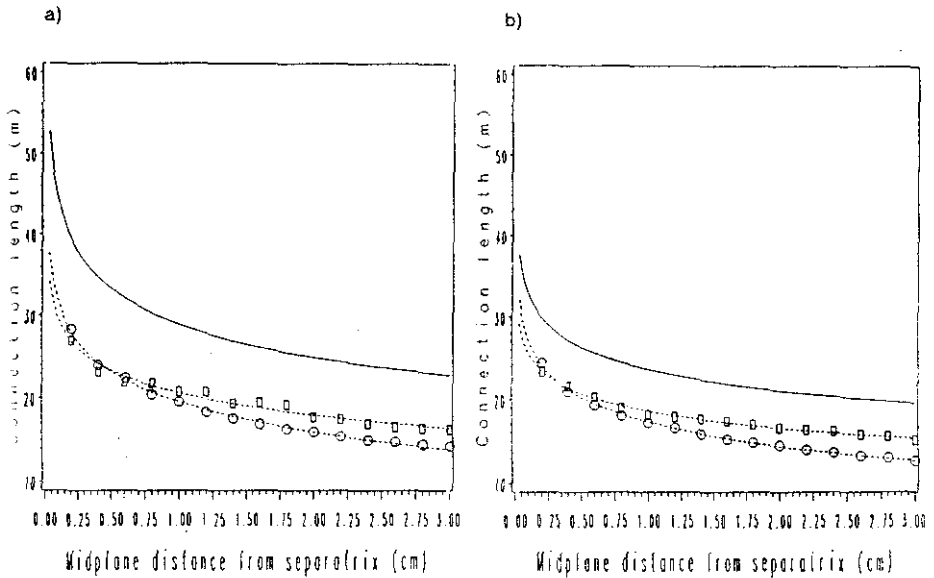 a)
b)
60
50
40
30
20
10
connection length (m)
0.00 0.25 0.50 0.75 1.00 1.25 1.50 1.75 2.00 2.25 2.50 2.75 3.00
Midplane distance from separatrix (cm)
60
50
40
30
20
10
Connection length (m)
0.00 0.25 0.50 0.75 1.00 1.25 1.50 1.75 2.00 2.25 2.50 2.75 3.00
Midplane distance from separatrix (cm)